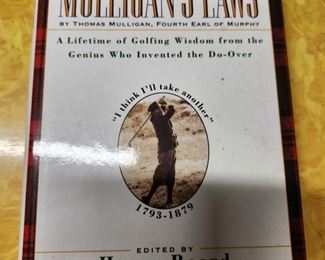 MULLIGAN'S LAWS
BY THOMAS MULLIGAN, FOURTH EARL OF MURPHY
A Lifetime of Golfing Wisdom from the
Genius Who Invented the Do-Over
"I think I'll take another"
1793-1879
EDITED BY